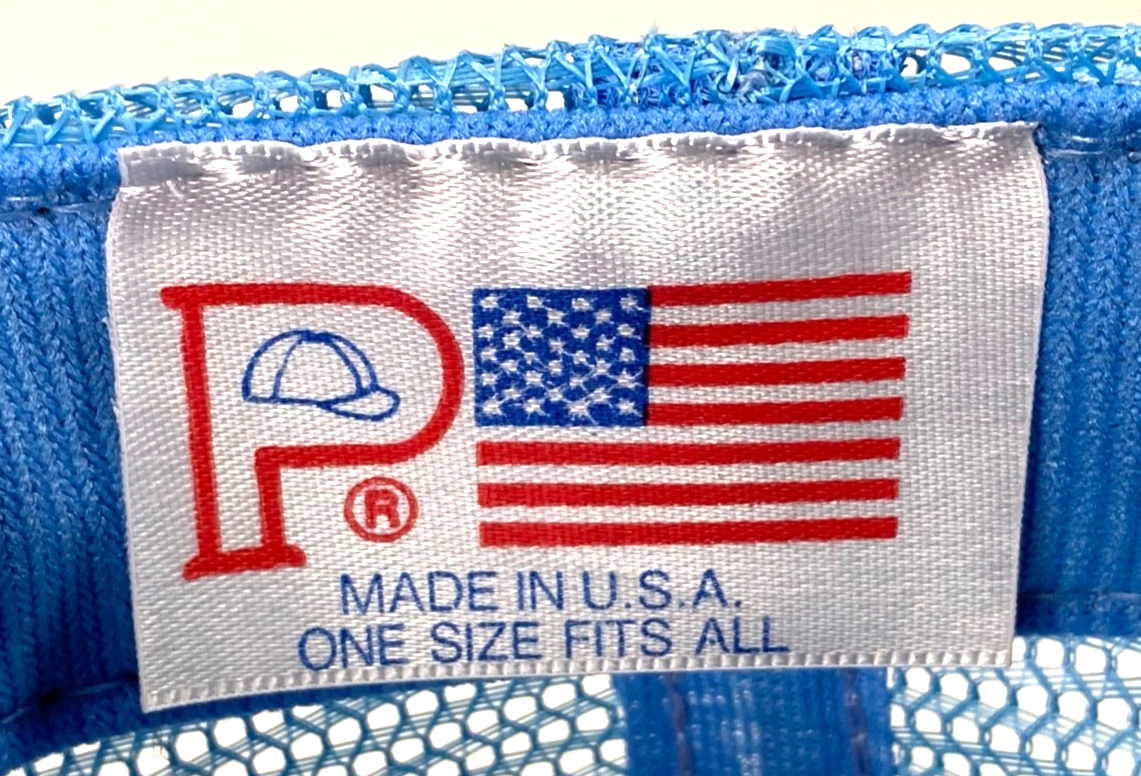 P
®
MADE IN U.S.A.
ONE SIZE FITS ALL